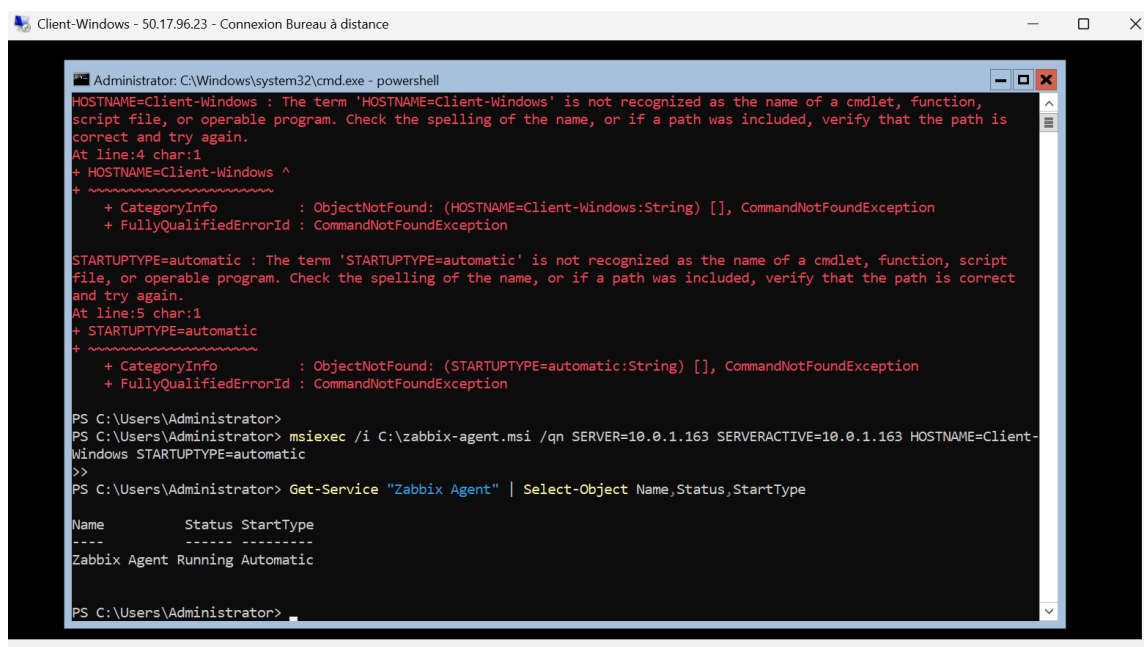 Client-Windows - 50.17.96.23 - Connexion Bureau à distance
Administrator: C:\Windows\system32\cmd.exe - powershell
HOSTNAME=Client-Windows : The term 'HOSTNAME=Client-Windows' is not recognized as the name of a cmdlet, function,
script file, or operable program. Check the spelling of the name, or if a path was included, verify that the path is
correct and try again.
At line:4 char:1
+ HOSTNAME=Client-Windows ^
+ ~~~~~~~~~~~~~~~~~~~~~~~
    + CategoryInfo          : ObjectNotFound: (HOSTNAME=Client-Windows:String) [], CommandNotFoundException
    + FullyQualifiedErrorId : CommandNotFoundException

STARTUPTYPE=automatic : The term 'STARTUPTYPE=automatic' is not recognized as the name of a cmdlet, function, script
file, or operable program. Check the spelling of the name, or if a path was included, verify that the path is correct
and try again.
At line:5 char:1
+ STARTUPTYPE=automatic
+ ~~~~~~~~~~~~~~~~~~~~~
    + CategoryInfo          : ObjectNotFound: (STARTUPTYPE=automatic:String) [], CommandNotFoundException
    + FullyQualifiedErrorId : CommandNotFoundException

PS C:\Users\Administrator>
PS C:\Users\Administrator> msiexec /i C:\zabbix-agent.msi /qn SERVER=10.0.1.163 SERVERACTIVE=10.0.1.163 HOSTNAME=Client-
Windows STARTUPTYPE=automatic
>>
PS C:\Users\Administrator> Get-Service "Zabbix Agent" | Select-Object Name,Status,StartType

Name          Status StartType
----          ------ ---------
Zabbix Agent Running Automatic

PS C:\Users\Administrator>